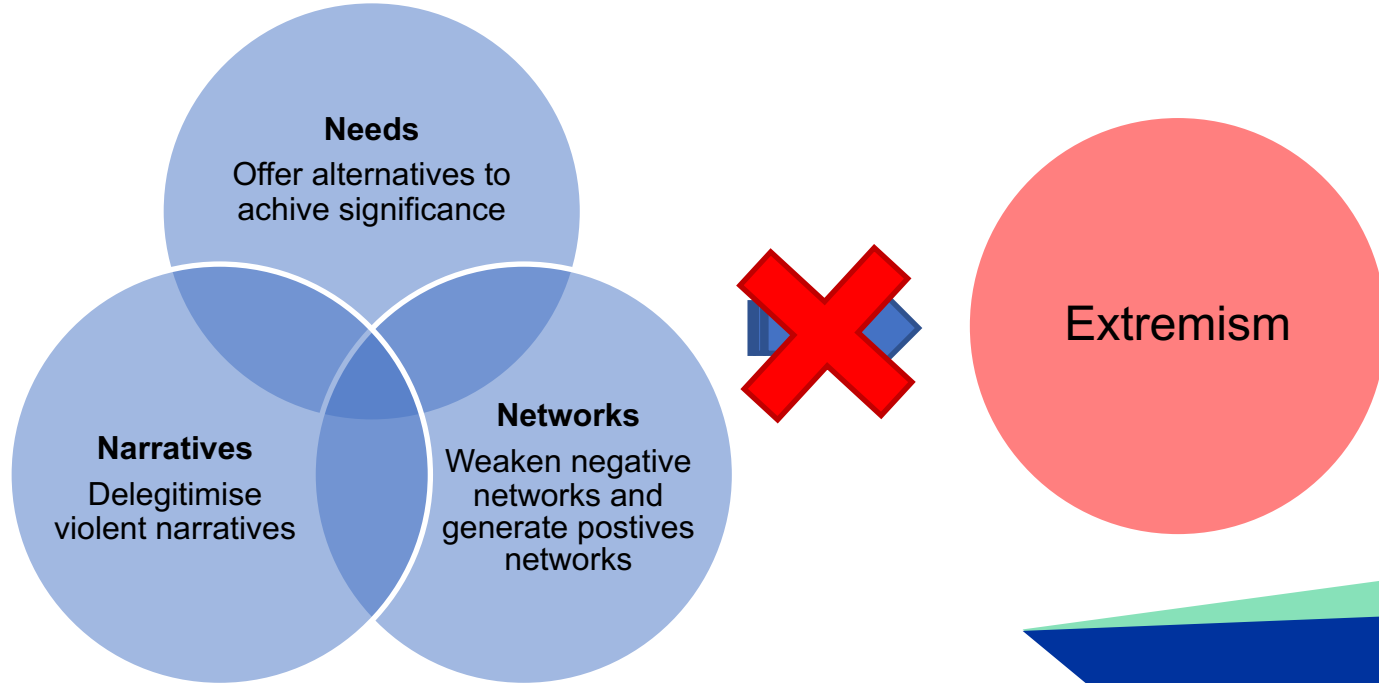 Needs
Offer alternatives to
achive significance
Narratives
Delegitimise
violent narratives
Networks
Weaken negative
networks and
generate postives
networks
Extremism